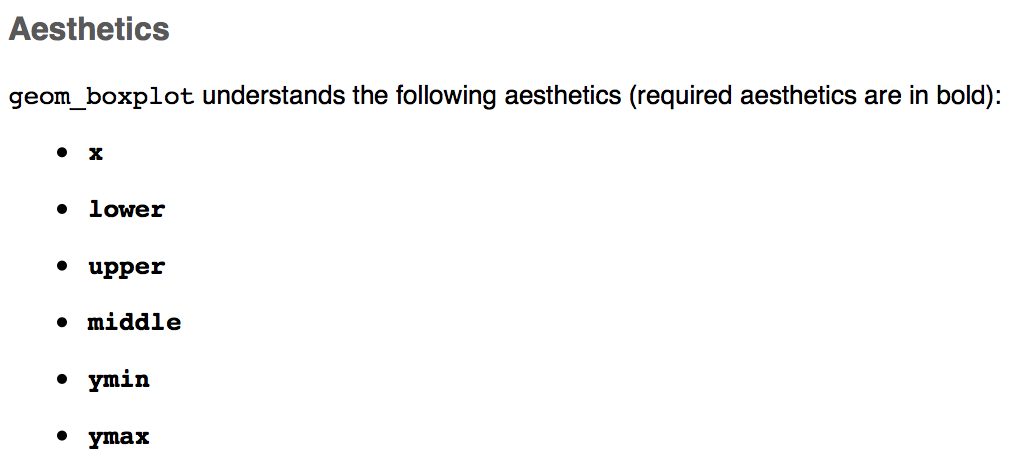 Aesthetics
geom_boxplot understands the following aesthetics (required aesthetics are in bold):
• x
• lower
• upper
• middle
• ymin
• ymax